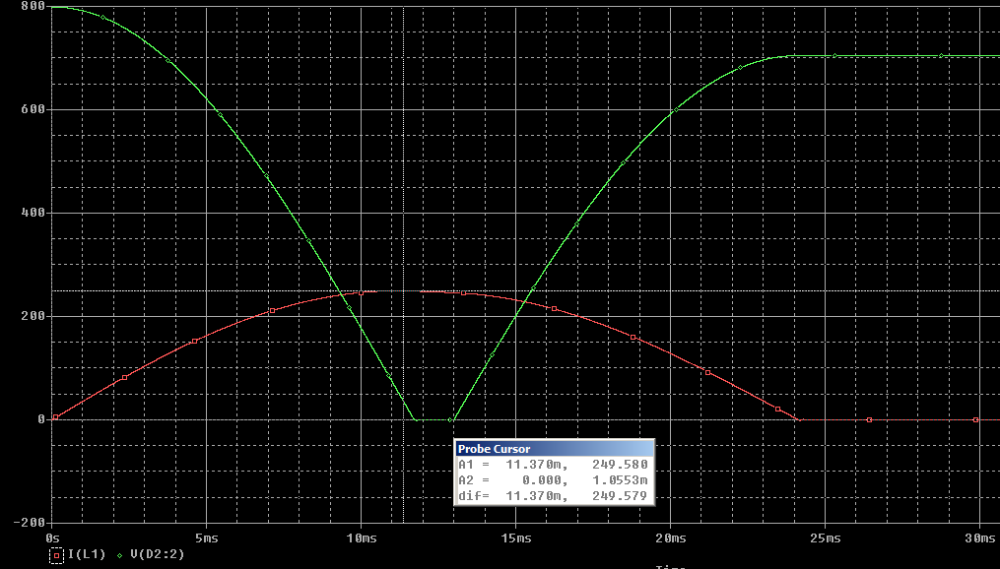 800
600
400
200
0
-200
Probe Cursor
A1 = 11.370m, 249.580
A2 = 0.000, 1.0553m
dif= 11.370m, 249.579
0s 5ms 10ms 15ms 20ms 25ms 30ms
I(L1) V(D2:2)